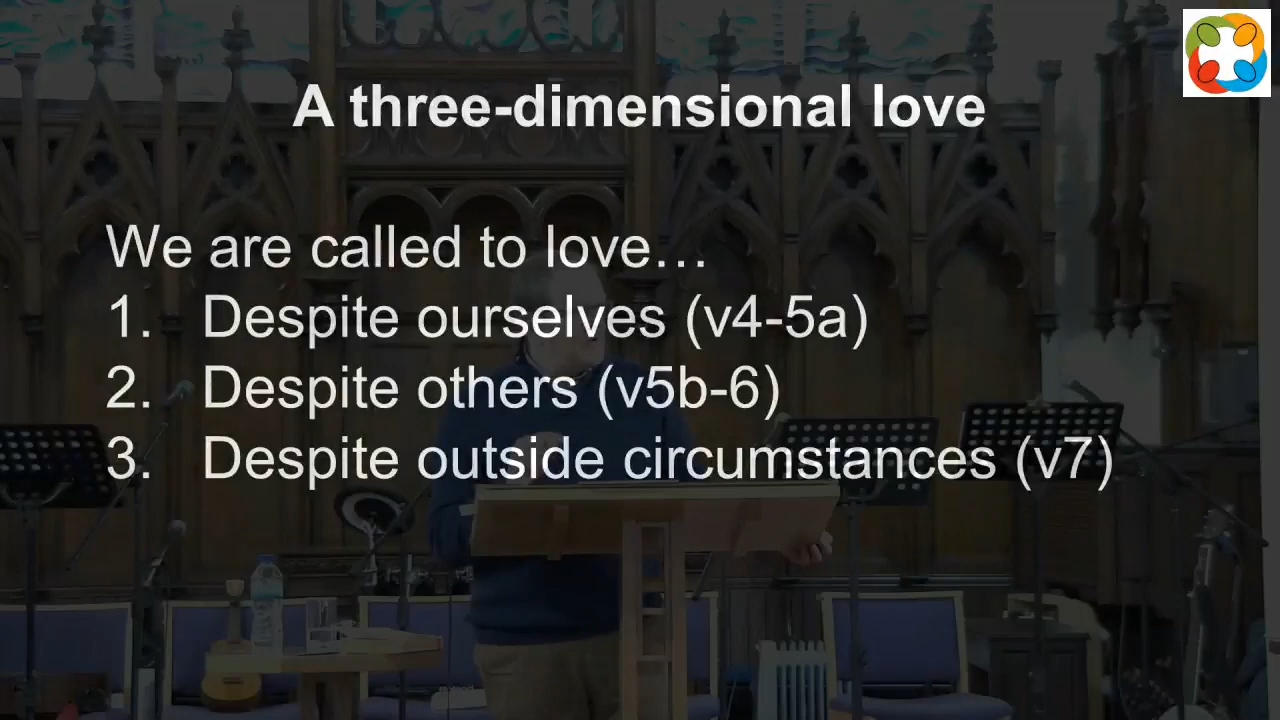 A three-dimensional love
We are called to love…
1. Despite ourselves (v4-5a)
2. Despite others (v5b-6)
3. Despite outside circumstances (v7)